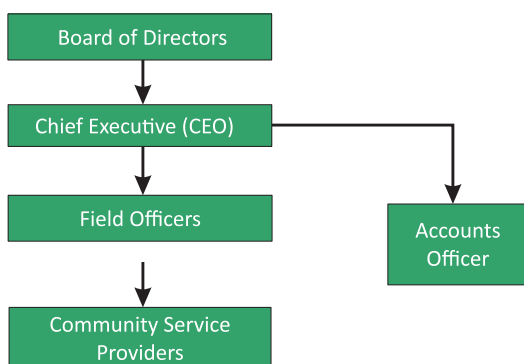 Board of Directors
Chief Executive (CEO)
Field Officers
Accounts
Officer
Community Service
Providers